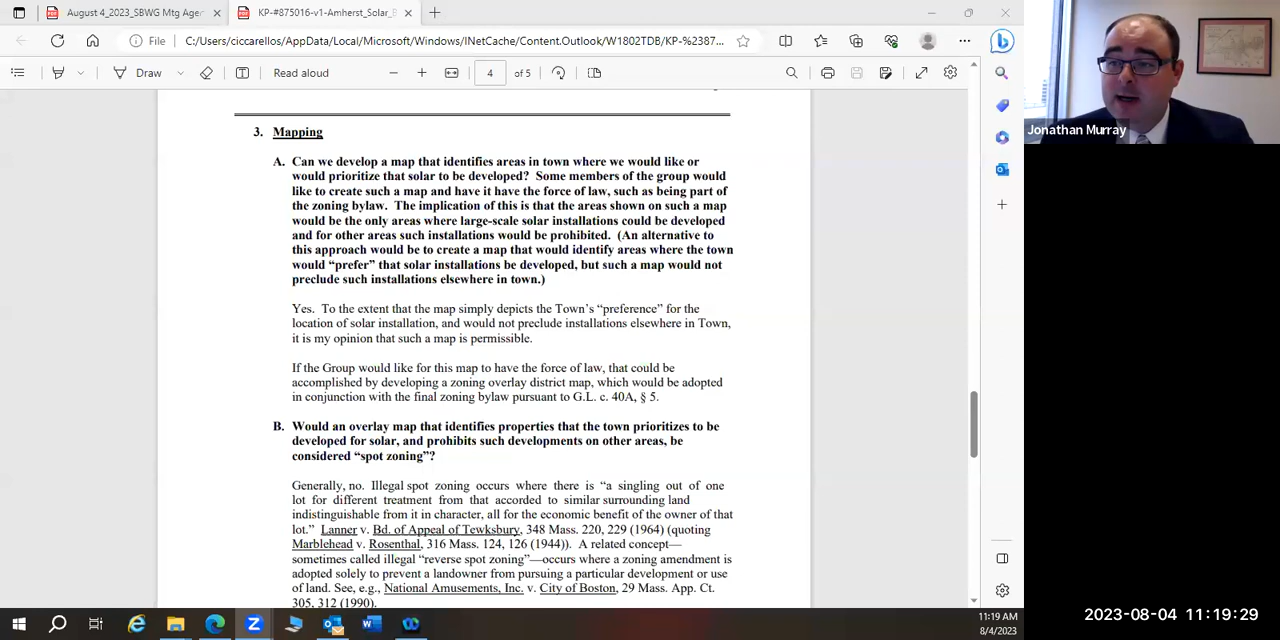 August 4_2023_SBWG Mtg Age
KP-#875016-v1-Amherst_Solar_B
File
C:/Users/ciccarellos/AppData/Local/Microsoft/Windows/INetCache/Content.Outlook/W1802TDB/KP-%2387...
Draw
Read aloud
4
of 5
Jonathan Murray
3. Mapping
A. Can we develop a map that identifies areas in town where we would like or
would prioritize that solar to be developed? Some members of the group would
like to create such a map and have it have the force of law, such as being part of
the zoning bylaw. The implication of this is that the areas shown on such a map
would be the only areas where large-scale solar installations could be developed
and for other areas such installations would be prohibited. (An alternative to
this approach would be to create a map that would identify areas where the town
would “prefer” that solar installations be developed, but such a map would not
preclude such installations elsewhere in town.)
Yes. To the extent that the map simply depicts the Town’s “preference” for the
location of solar installation, and would not preclude installations elsewhere in Town,
it is my opinion that such a map is permissible.
If the Group would like for this map to have the force of law, that could be
accomplished by developing a zoning overlay district map, which would be adopted
in conjunction with the final zoning bylaw pursuant to G.L. c. 40A, § 5.
B. Would an overlay map that identifies properties that the town prioritizes to be
developed for solar, and prohibits such developments on other areas, be
considered “spot zoning”?
Generally, no. Illegal spot zoning occurs where there is “a singling out of one
lot for different treatment from that accorded to similar surrounding land
indistinguishable from it in character, all for the economic benefit of the owner of that
lot.” Lanner v. Bd. of Appeal of Tewksbury, 348 Mass. 220, 229 (1964) (quoting
Marblehead v. Rosenthal, 316 Mass. 124, 126 (1944)). A related concept—
sometimes called illegal “reverse spot zoning”—occurs where a zoning amendment is
adopted solely to prevent a landowner from pursuing a particular development or use
of land. See, e.g., National Amusements, Inc. v. City of Boston, 29 Mass. App. Ct.
305, 312 (1990).
11:19 AM
8/4/2023
2023-08-04 11:19:29